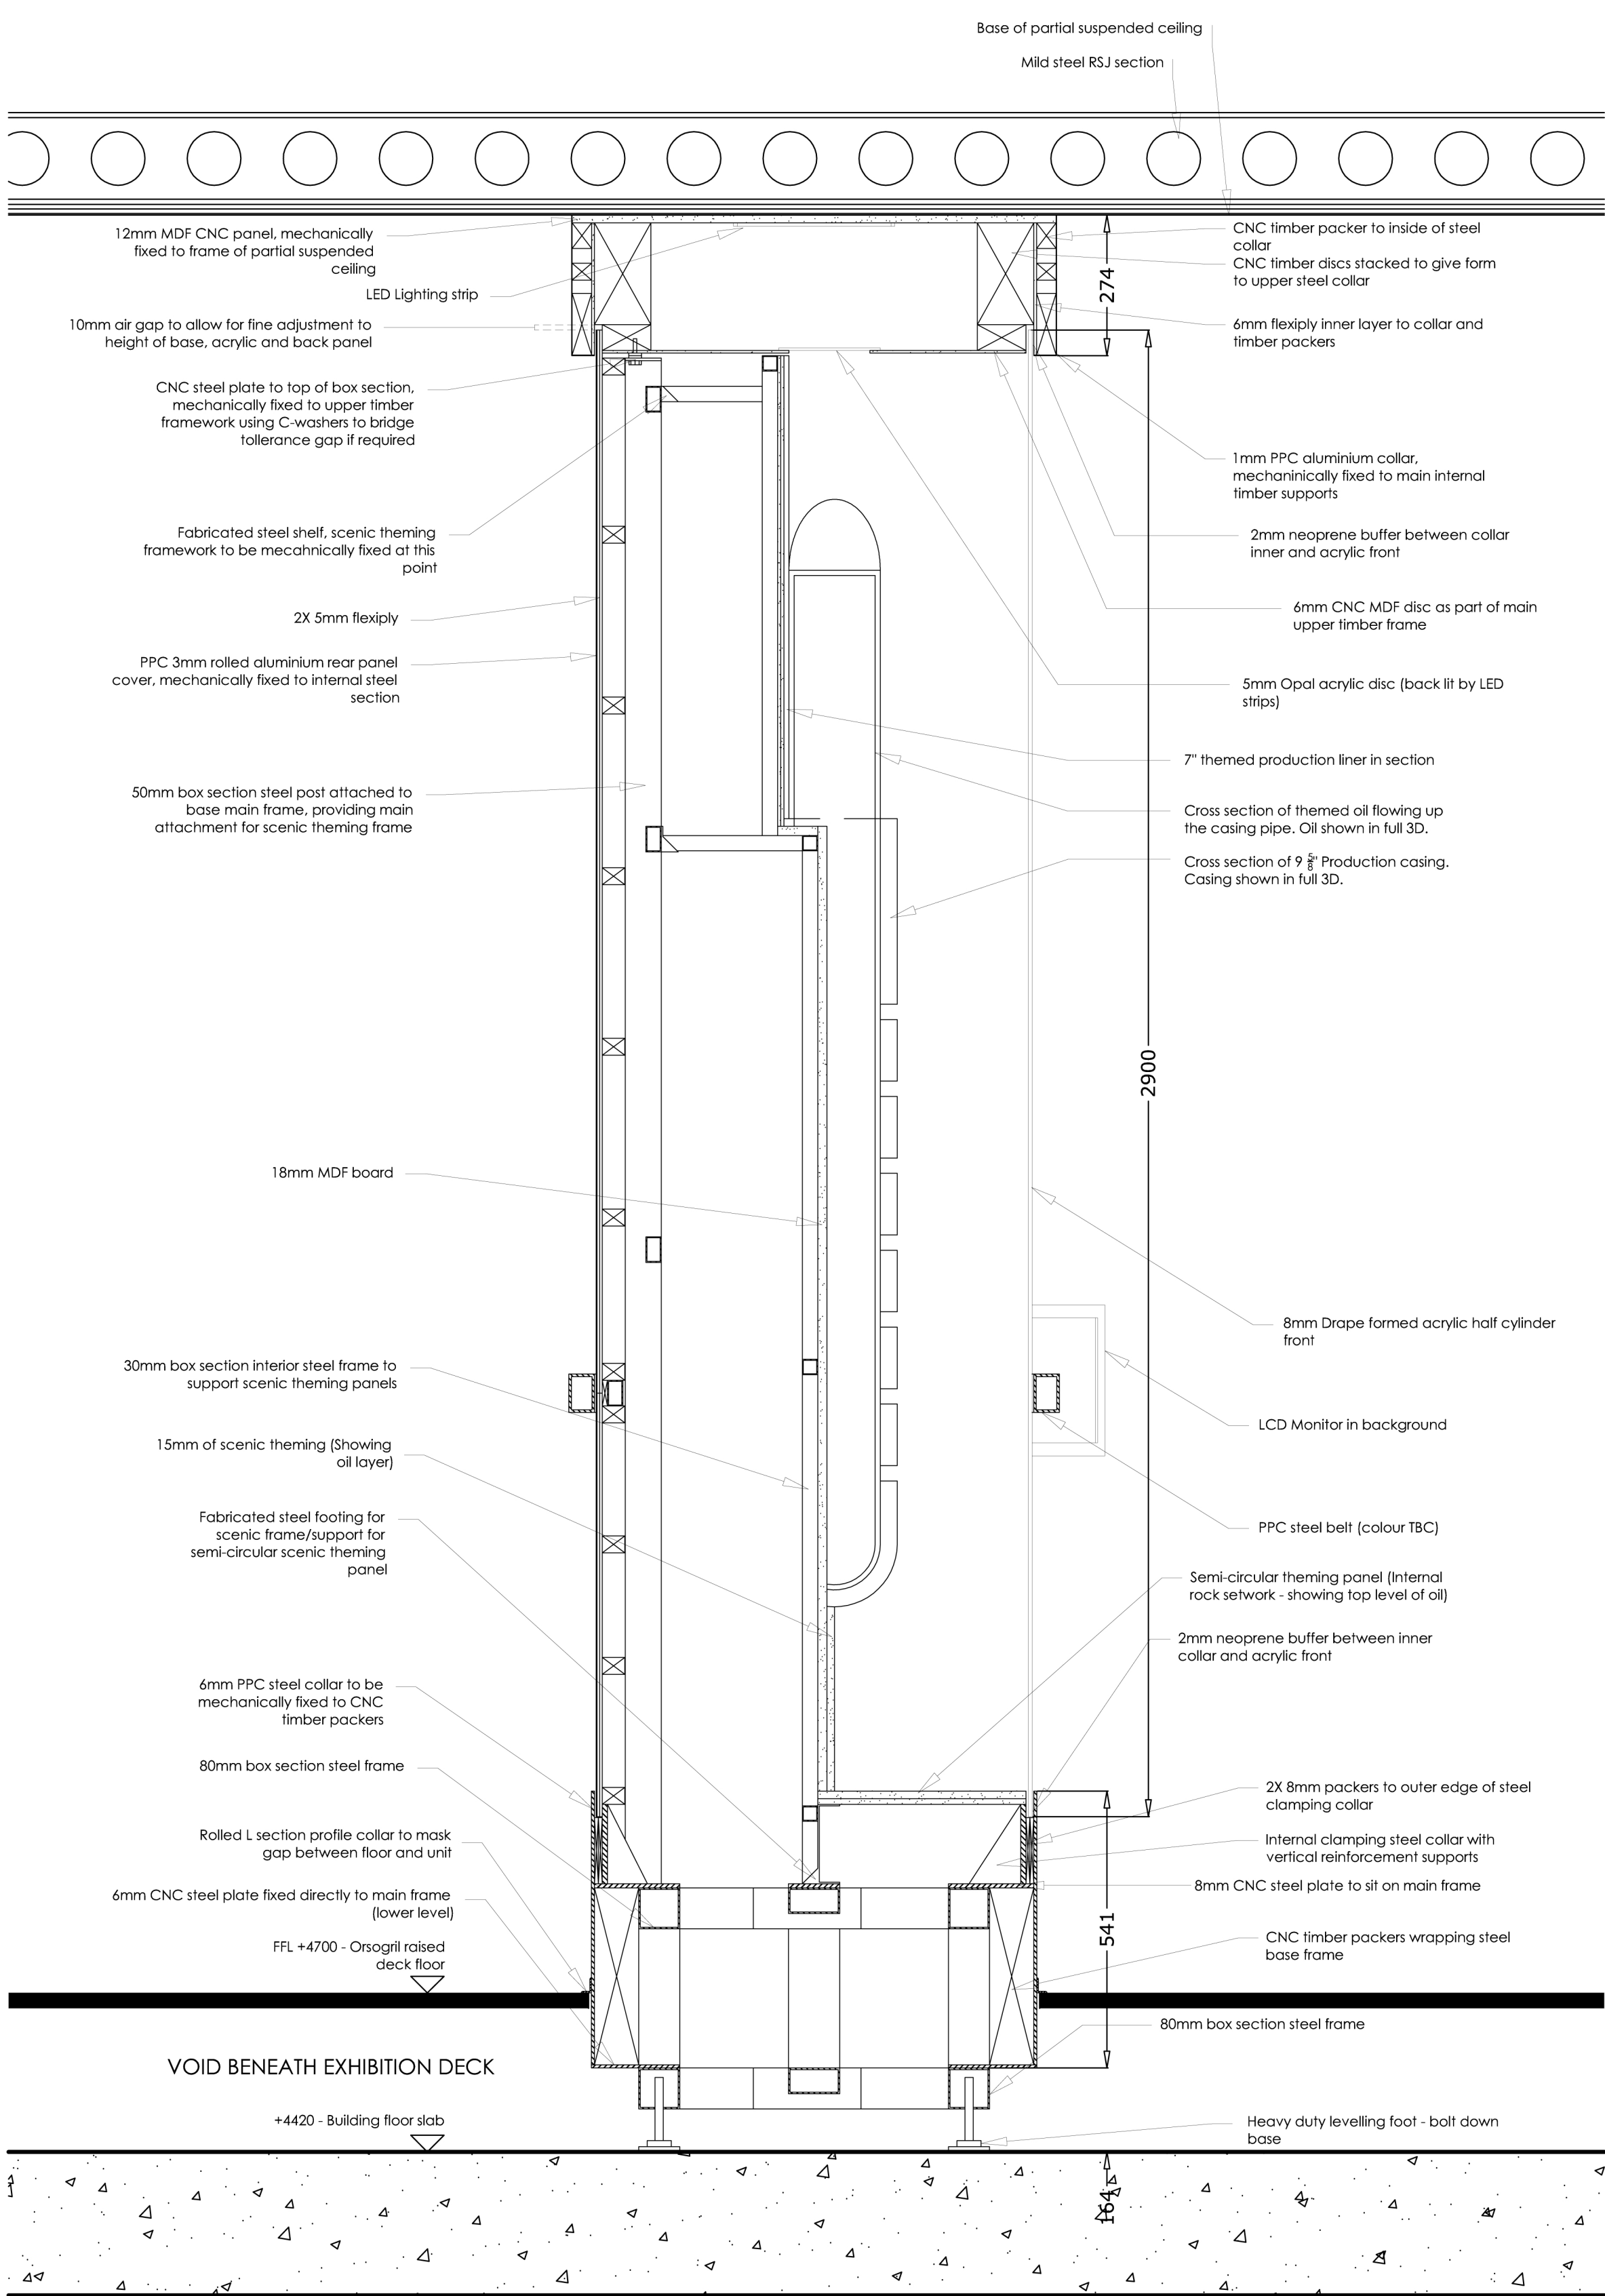 Base of partial suspended ceiling
Mild steel RSJ section
12mm MDF CNC panel, mechanically
fixed to frame of partial suspended
ceiling
LED Lighting strip
10mm air gap to allow for fine adjustment to
height of base, acrylic and back panel
CNC steel plate to top of box section,
mechanically fixed to upper timber
framework using C-washers to bridge
tollerance gap if required
Fabricated steel shelf, scenic theming
framework to be mecahnically fixed at this
point
2X 5mm flexiply
PPC 3mm rolled aluminium rear panel
cover, mechanically fixed to internal steel
section
50mm box section steel post attached to
base main frame, providing main
attachment for scenic theming frame
18mm MDF board
30mm box section interior steel frame to
support scenic theming panels
15mm of scenic theming (Showing
oil layer)
Fabricated steel footing for
scenic frame/support for
semi-circular scenic theming
panel
6mm PPC steel collar to be
mechanically fixed to CNC
timber packers
80mm box section steel frame
Rolled L section profile collar to mask
gap between floor and unit
6mm CNC steel plate fixed directly to main frame
(lower level)
FFL +4700 - Orsogril raised
deck floor
VOID BENEATH EXHIBITION DECK
+4420 - Building floor slab
CNC timber packer to inside of steel
collar
CNC timber discs stacked to give form
to upper steel collar
6mm flexiply inner layer to collar and
timber packers
1mm PPC aluminium collar,
mechaninically fixed to main internal
timber supports
2mm neoprene buffer between collar
inner and acrylic front
6mm CNC MDF disc as part of main
upper timber frame
5mm Opal acrylic disc (back lit by LED
strips)
7" themed production liner in section
Cross section of themed oil flowing up
the casing pipe. Oil shown in full 3D.
Cross section of 9 5/8" Production casing.
Casing shown in full 3D.
8mm Drape formed acrylic half cylinder
front
LCD Monitor in background
PPC steel belt (colour TBC)
Semi-circular theming panel (Internal
rock setwork - showing top level of oil)
2mm neoprene buffer between inner
collar and acrylic front
2X 8mm packers to outer edge of steel
clamping collar
Internal clamping steel collar with
vertical reinforcement supports
8mm CNC steel plate to sit on main frame
CNC timber packers wrapping steel
base frame
80mm box section steel frame
Heavy duty levelling foot - bolt down
base
274
2900
541
164